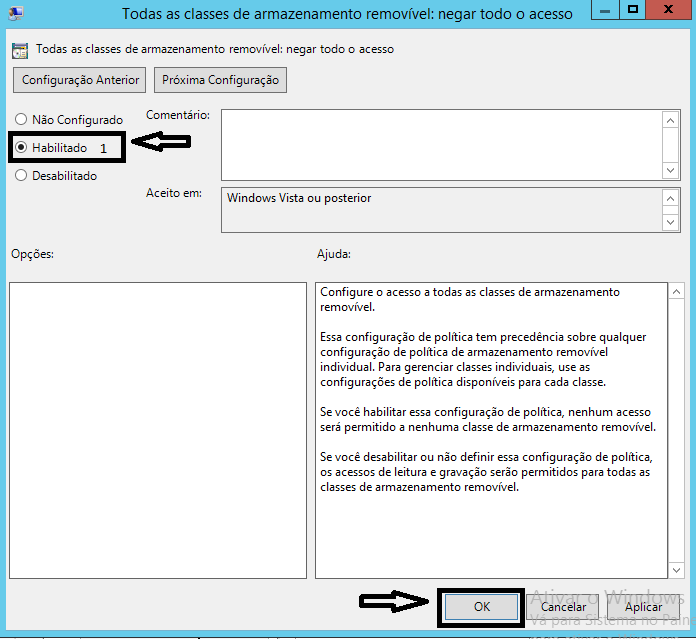 Todas as classes de armazenamento removível: negar todo o acesso
Todas as classes de armazenamento removível: negar todo o acesso
Configuração Anterior
Próxima Configuração
Não Configurado
Comentário:
Habilitado 1
Desabilitado
Aceito em:
Windows Vista ou posterior
Opções:
Ajuda:
Configure o acesso a todas as classes de armazenamento
removível.
Essa configuração de política tem precedência sobre qualquer
configuração de política de armazenamento removível
individual. Para gerenciar classes individuais, use as
configurações de política disponíveis para cada classe.
Se você habilitar essa configuração de política, nenhum acesso
será permitido a nenhuma classe de armazenamento removível.
Se você desabilitar ou não definir essa configuração de política,
os acessos de leitura e gravação serão permitidos para todas as
classes de armazenamento removível.
Ativar o Windows
OK
Cancelar
Aplicar
Vá para Sistema no Pain